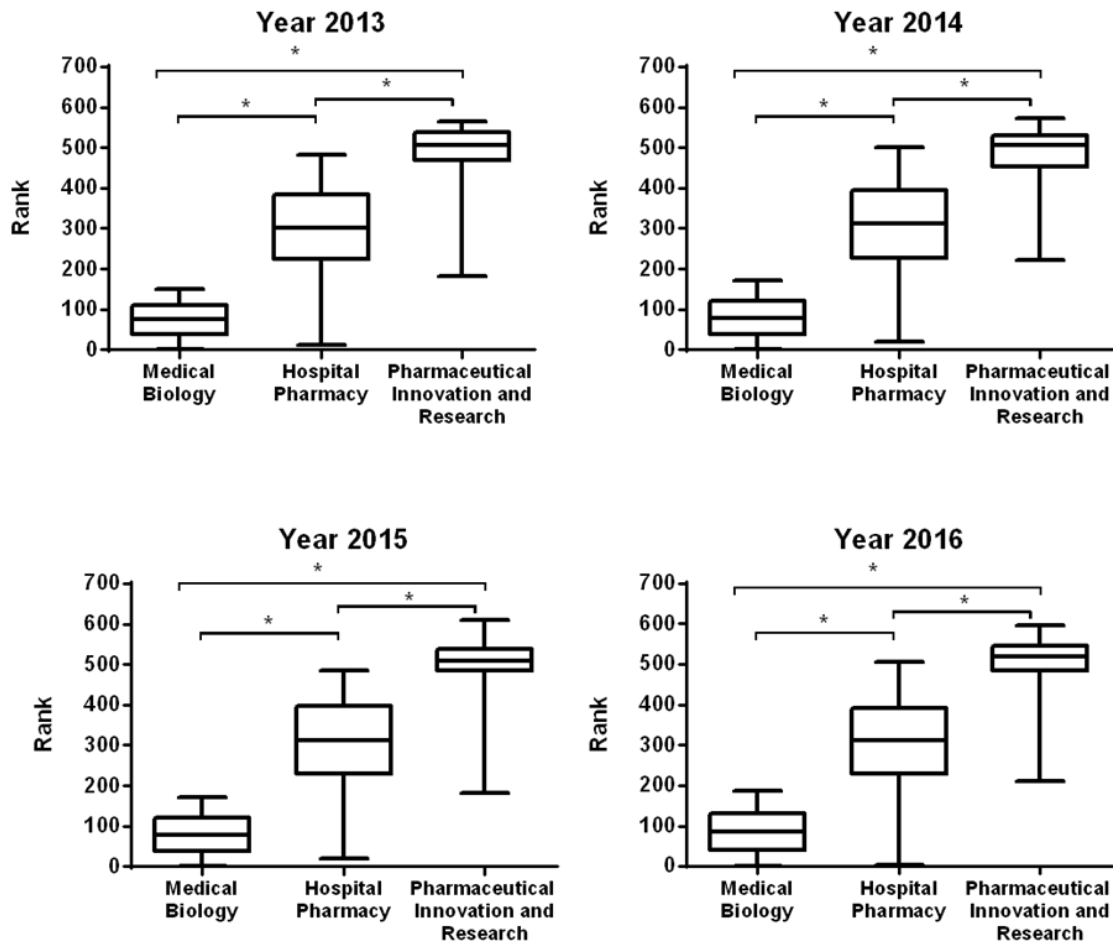 Year 2013
*
*
*
700
600
500
400
300
200
100
0
Rank
Medical
Biology
Hospital
Pharmacy
Pharmaceutical
Innovation and
Research
Year 2014
*
*
*
700
600
500
400
300
200
100
0
Rank
Medical
Biology
Hospital
Pharmacy
Pharmaceutical
Innovation and
Research
Year 2015
*
*
*
700
600
500
400
300
200
100
0
Rank
Medical
Biology
Hospital
Pharmacy
Pharmaceutical
Innovation and
Research
Year 2016
*
*
*
700
600
500
400
300
200
100
0
Rank
Medical
Biology
Hospital
Pharmacy
Pharmaceutical
Innovation and
Research